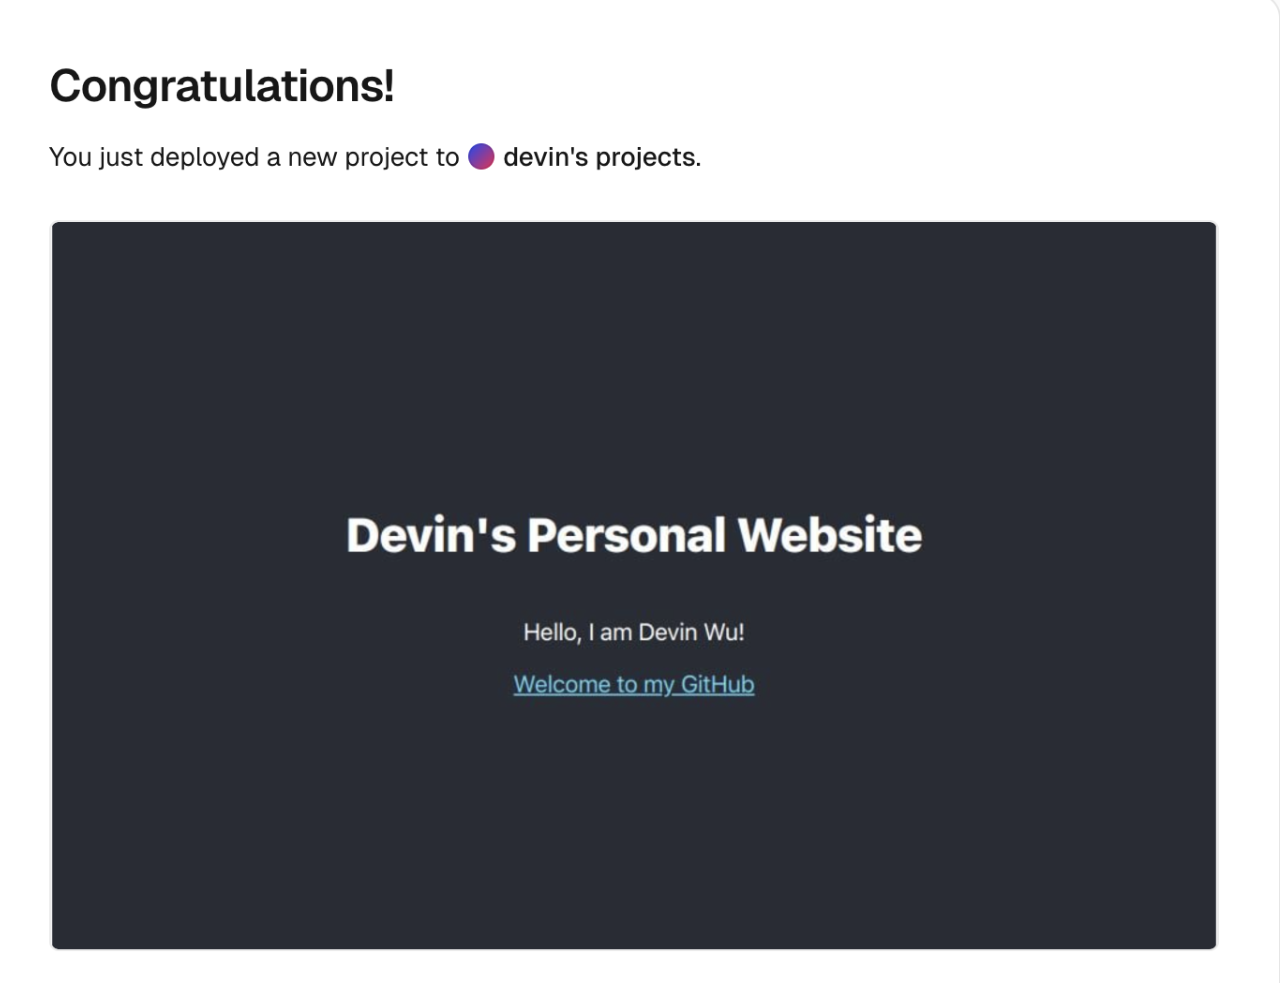 Congratulations!
You just deployed a new project to devin's projects.
Devin's Personal Website
Hello, I am Devin Wu!
Welcome to my GitHub